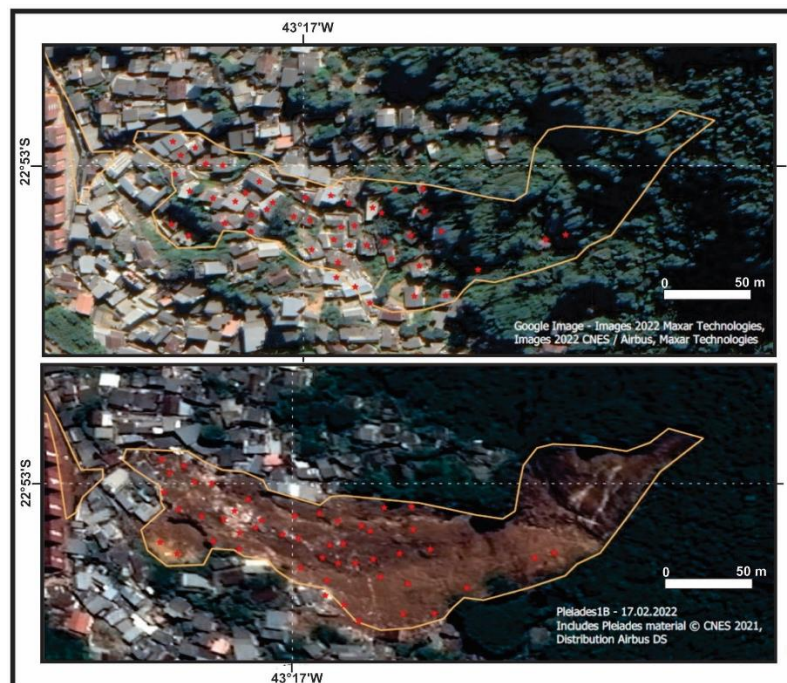 43°17'W
22°53'S
0 50 m
Google Image - Images 2022 Maxar Technologies,
Images 2022 CNES / Airbus, Maxar Technologies
22°53'S
0 50 m
Pleiades1B - 17.02.2022
Includes Pleiades material © CNES 2021,
Distribution Airbus DS
43°17'W